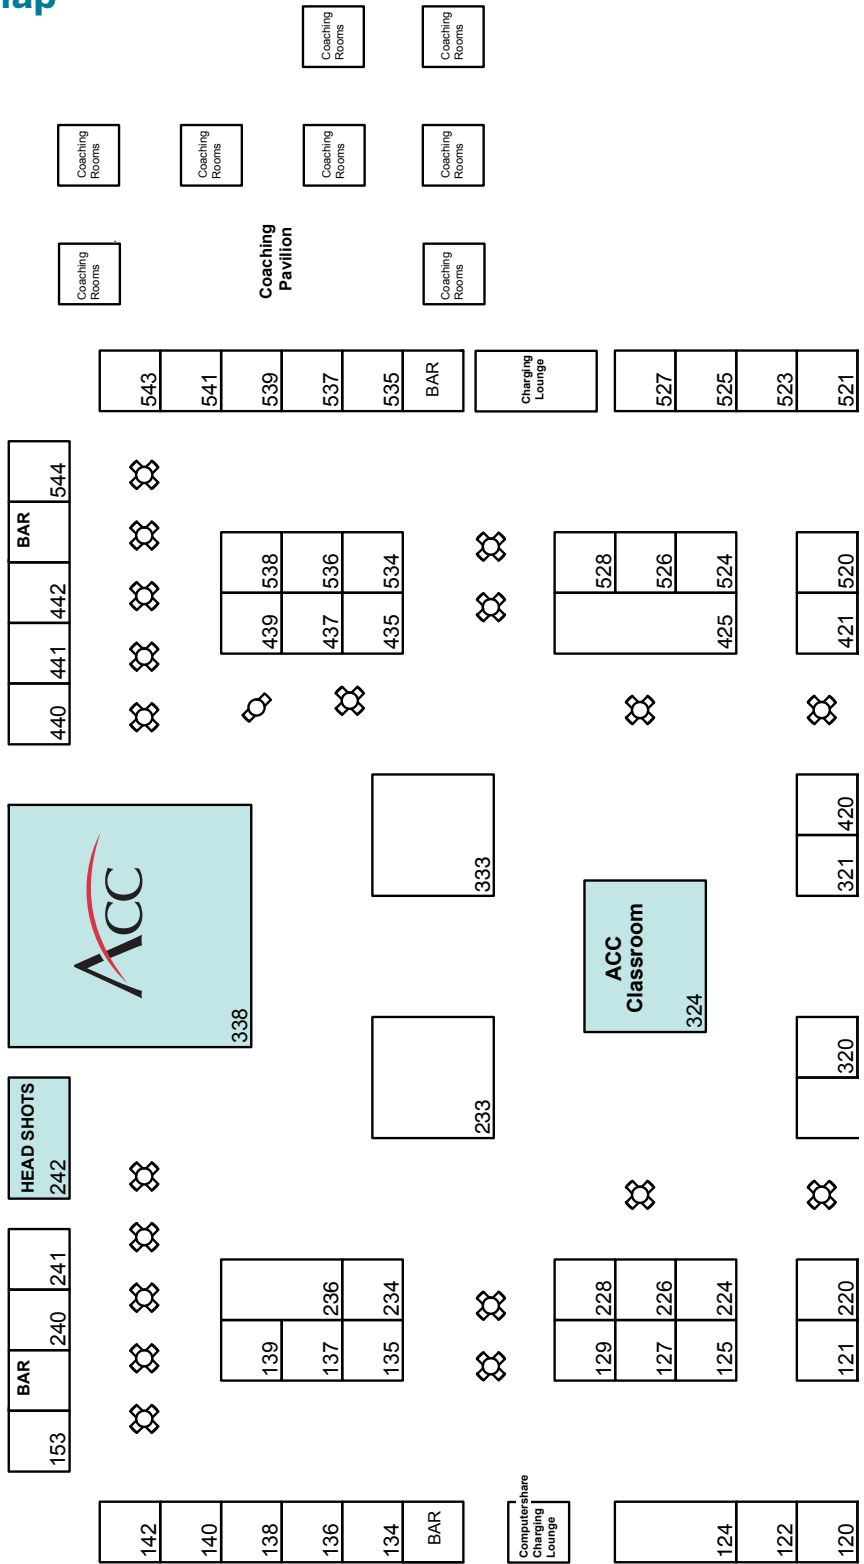 Coaching
Rooms
Coaching
Rooms
Coaching
Rooms
Coaching
Rooms
Coaching
Rooms
Coaching
Rooms
Coaching
Rooms
Coaching
Pavilion
Coaching
Rooms
543
541
539
537
535
BAR
Charging
Lounge
527
525
523
521
544
BAR
442
441
440
538
536
534
439
437
435
528
526
524
425
520
421
ACC
338
333
420
321
ACC
Classroom
324
HEAD SHOTS
242
233
320
241
240
BAR
153
236
234
139
137
135
228
226
224
129
127
125
220
121
142
140
138
136
134
BAR
Computershare
Charging
Lounge
124
122
120